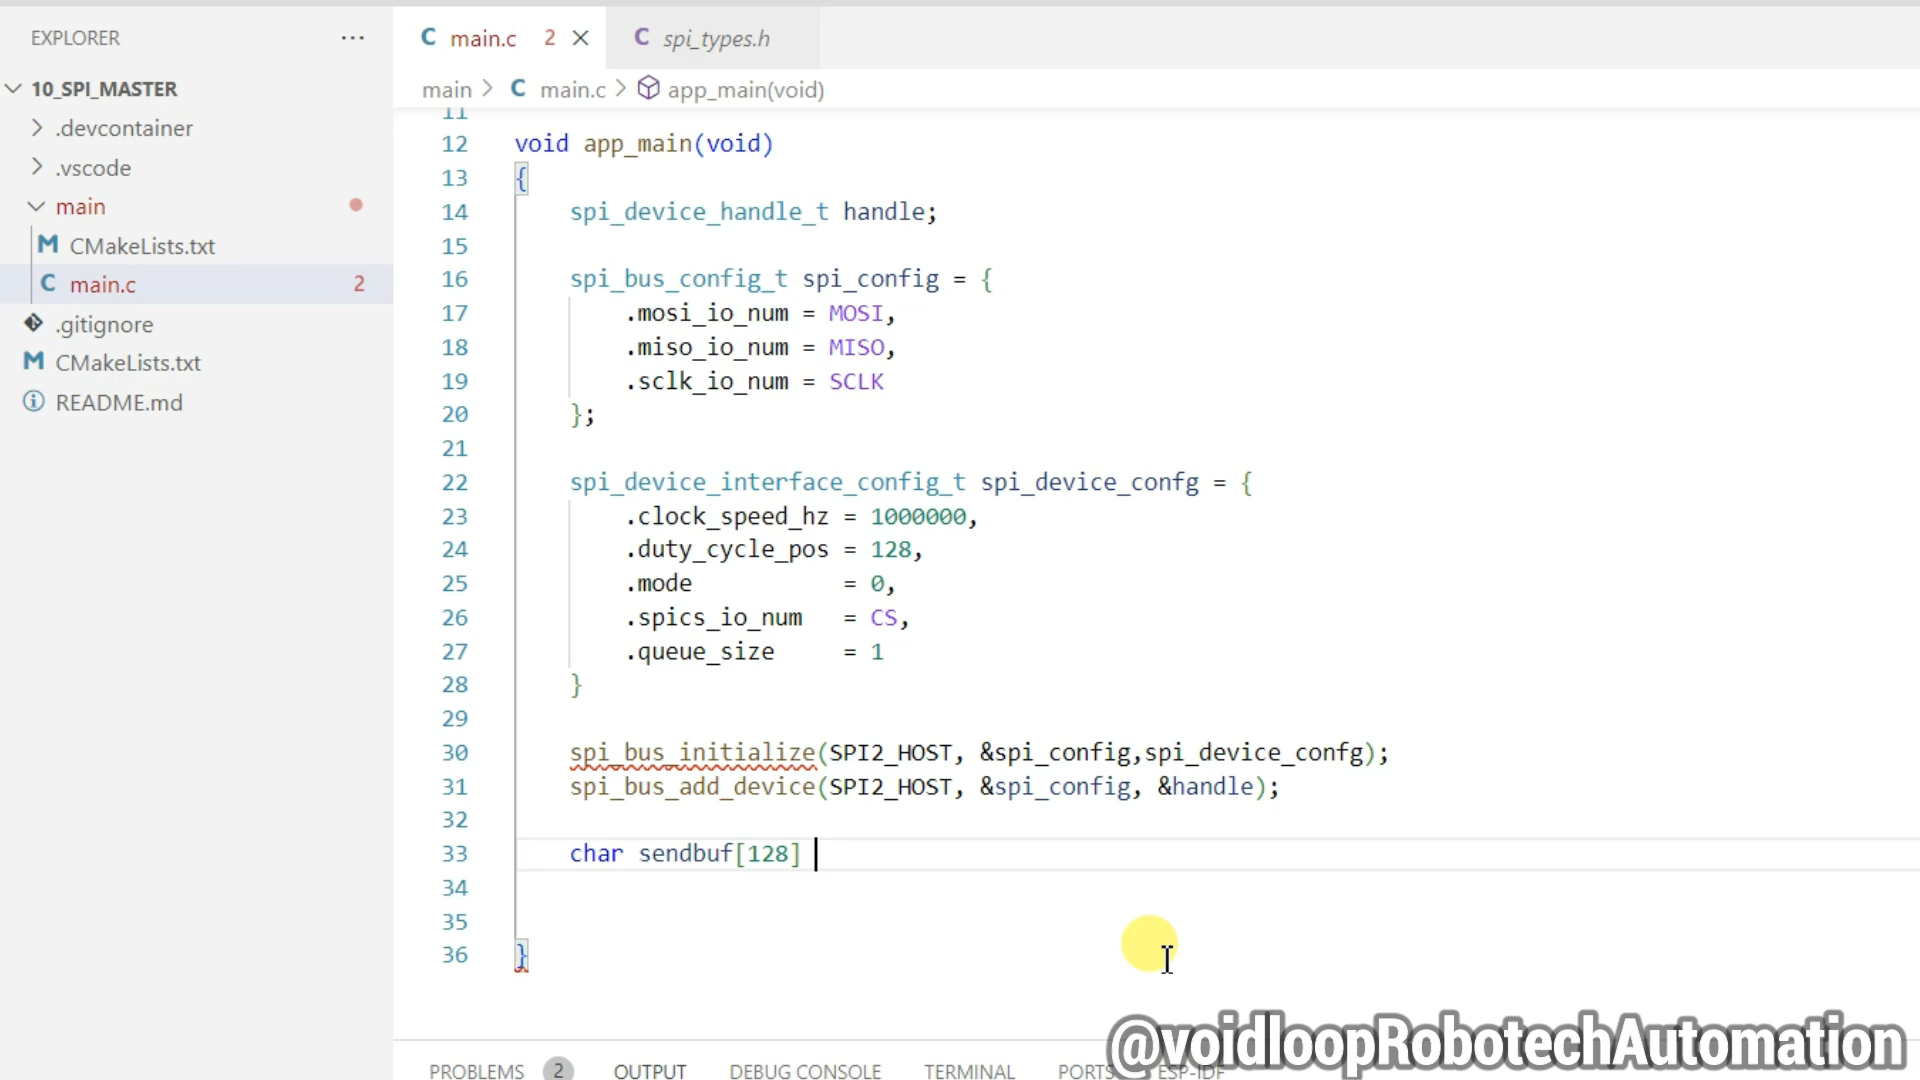 EXPLORER
10_SPI_MASTER
.devcontainer
.vscode
main
CMakeLists.txt
main.c 2
.gitignore
CMakeLists.txt
README.md
main.c 2
spi_types.h
main > main.c > app_main(void)
11
12 void app_main(void)
13 {
14 spi_device_handle_t handle;
15
16 spi_bus_config_t spi_config = {
17 .mosi_io_num = MOSI,
18 .miso_io_num = MISO,
19 .sclk_io_num = SCLK
20 };
21
22 spi_device_interface_config_t spi_device_confg = {
23 .clock_speed_hz = 1000000,
24 .duty_cycle_pos = 128,
25 .mode = 0,
26 .spics_io_num = CS,
27 .queue_size = 1
28 }
29
30 spi_bus_initialize(SPI2_HOST, &spi_config,spi_device_confg);
31 spi_bus_add_device(SPI2_HOST, &spi_config, &handle);
32
33 char sendbuf[128]
34
35
36 }
PROBLEMS 2 OUTPUT DEBUG CONSOLE TERMINAL PORTS ESP-IDF
@voidloopRobotechAutomation